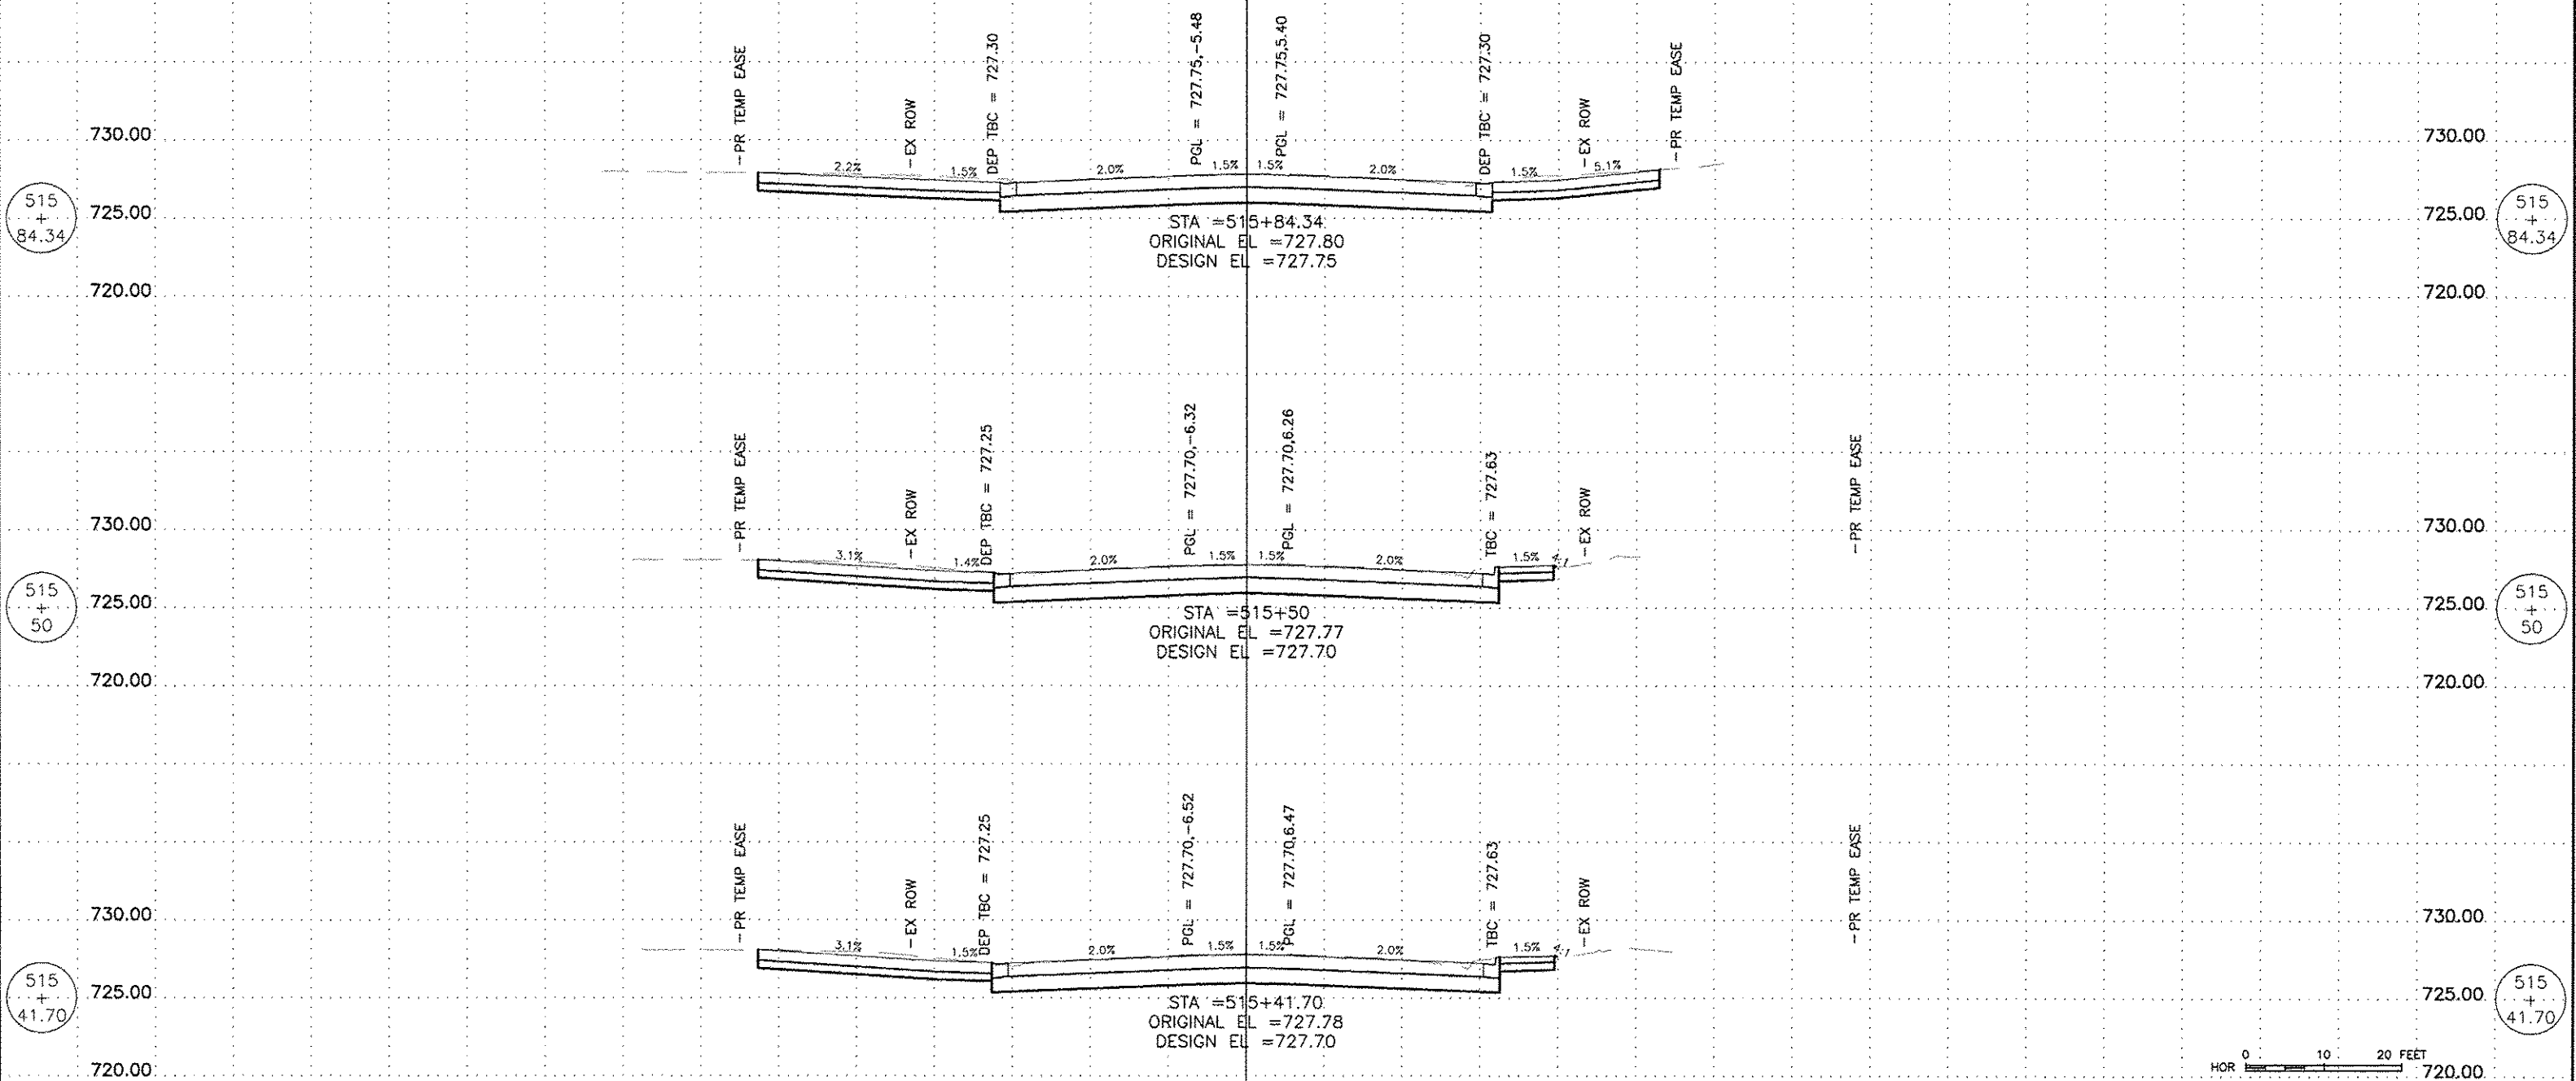 -PR TEMP EASE
-EX ROW
DEP TBC = 727.30
PGL = 727.75,-5.48
PGL = 727.75,5.40
DEP TBC = 727.30
-EX ROW
-PR TEMP EASE
730.00
730.00
2.2%
1.5%
2.0%
1.5%
1.5%
2.0%
1.5%
5.1%
515
+
84.34
725.00
725.00
515
+
84.34
STA =515+84.34
ORIGINAL EL =727.80
DESIGN EL =727.75
720.00
720.00
-PR TEMP EASE
-EX ROW
DEP TBC = 727.25
PGL = 727.70,-6.32
PGL = 727.70,6.26
TBC = 727.63
-EX ROW
-PR TEMP EASE
730.00
730.00
3.1%
1.4%
2.0%
1.5%
1.5%
2.0%
1.5%
4:1
515
+
50
725.00
725.00
515
+
50
STA =515+50
ORIGINAL EL =727.77
DESIGN EL =727.70
720.00
720.00
-PR TEMP EASE
-EX ROW
DEP TBC = 727.25
PGL = 727.70,-6.52
PGL = 727.70,6.47
TBC = 727.63
-EX ROW
-PR TEMP EASE
730.00
730.00
3.1%
1.5%
2.0%
1.5%
1.5%
2.0%
1.5%
4:1
515
+
41.70
725.00
725.00
515
+
41.70
STA =515+41.70
ORIGINAL EL =727.78
DESIGN EL =727.70
720.00
HOR 0 10 20 FEET
720.00